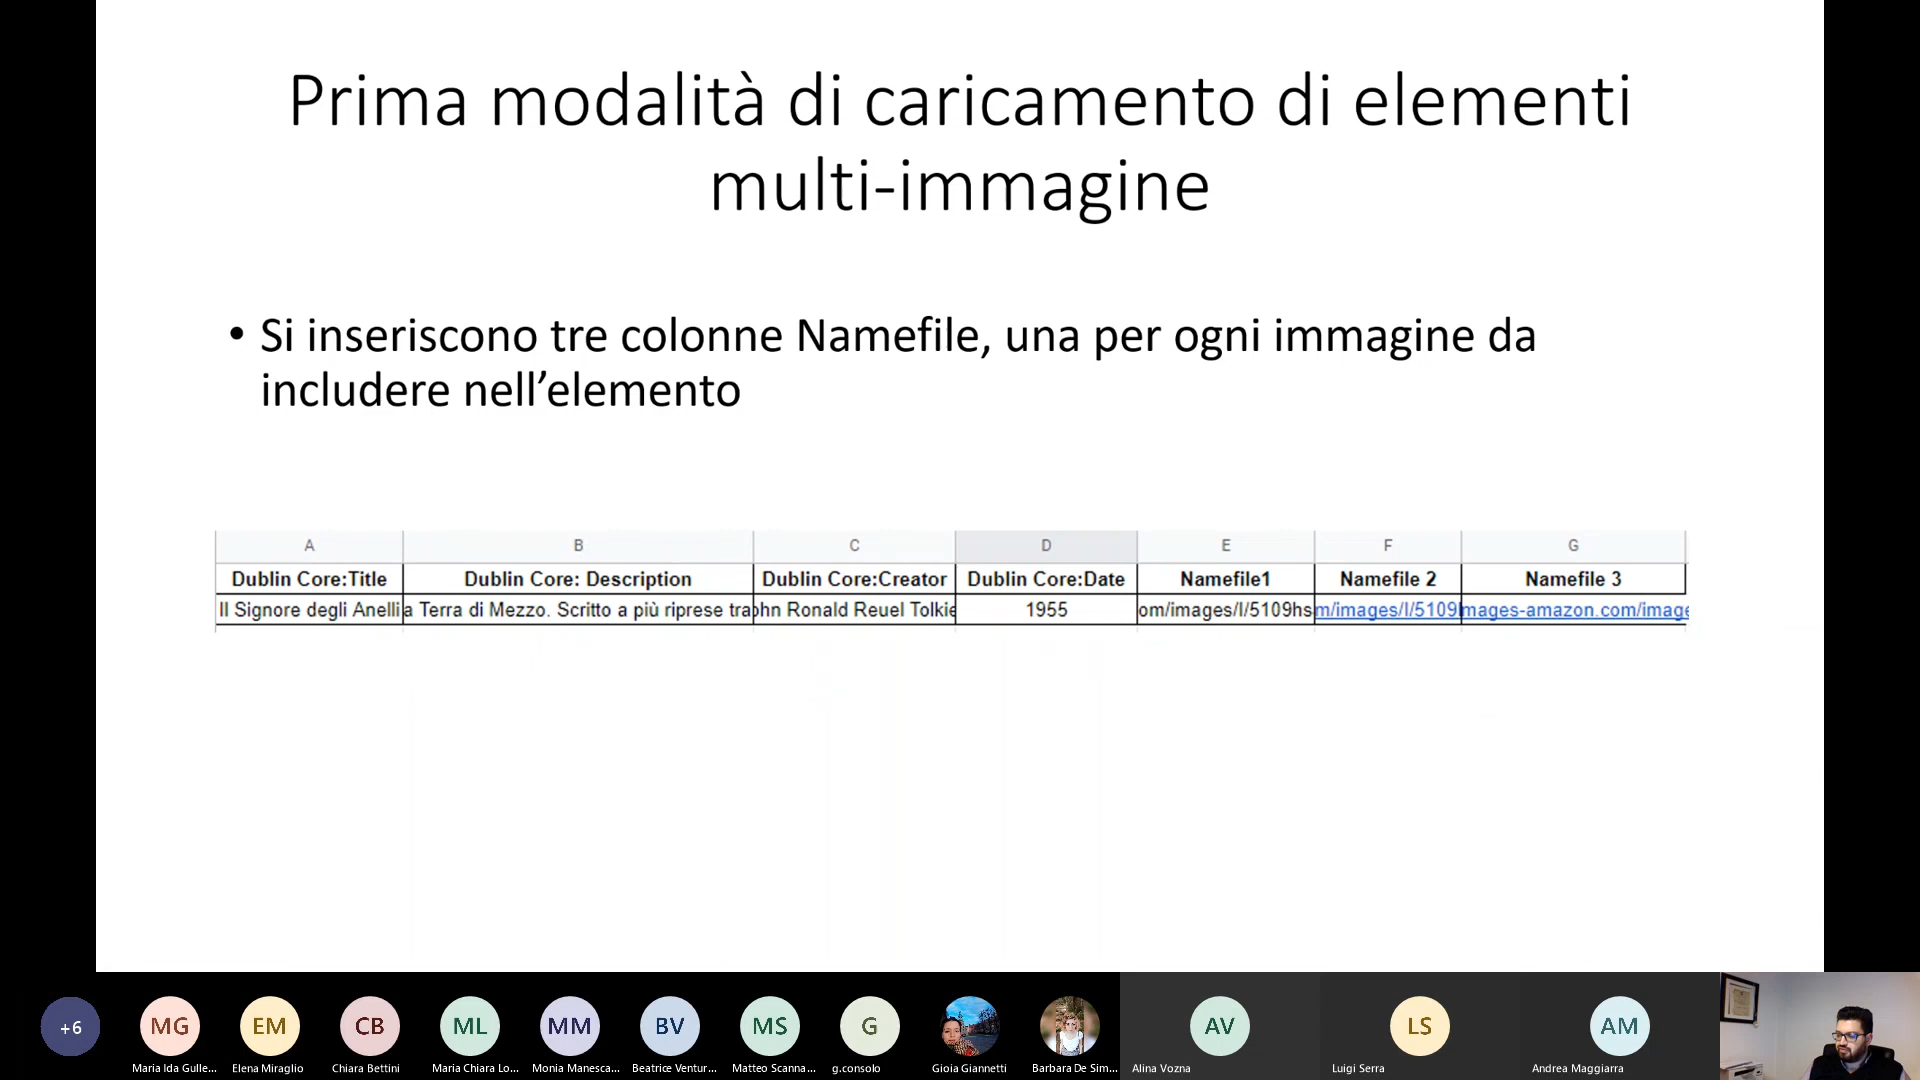 Prima modalità di caricamento di elementi
multi-immagine
• Si inseriscono tre colonne Namefile, una per ogni immagine da
includere nell’elemento
A B C D E F G
Dublin Core:Title Dublin Core: Description Dublin Core:Creator Dublin Core:Date Namefile1 Namefile 2 Namefile 3
Il Signore degli Anelli a Terra di Mezzo. Scritto a più riprese tra ohn Ronald Reuel Tolkie 1955 om/images/I/5109hs m/images/I/5109 mages-amazon.com/image
+6 MG EM CB ML MM BV MS G AV LS AM
Maria Ida Gulle... Elena Miraglio Chiara Bettini Maria Chiara Lo... Monia Manesca... Beatrice Ventur... Matteo Scanna... g.consolo Gioia Giannetti Barbara De Sim... Alina Vozna Luigi Serra Andrea Maggiarra